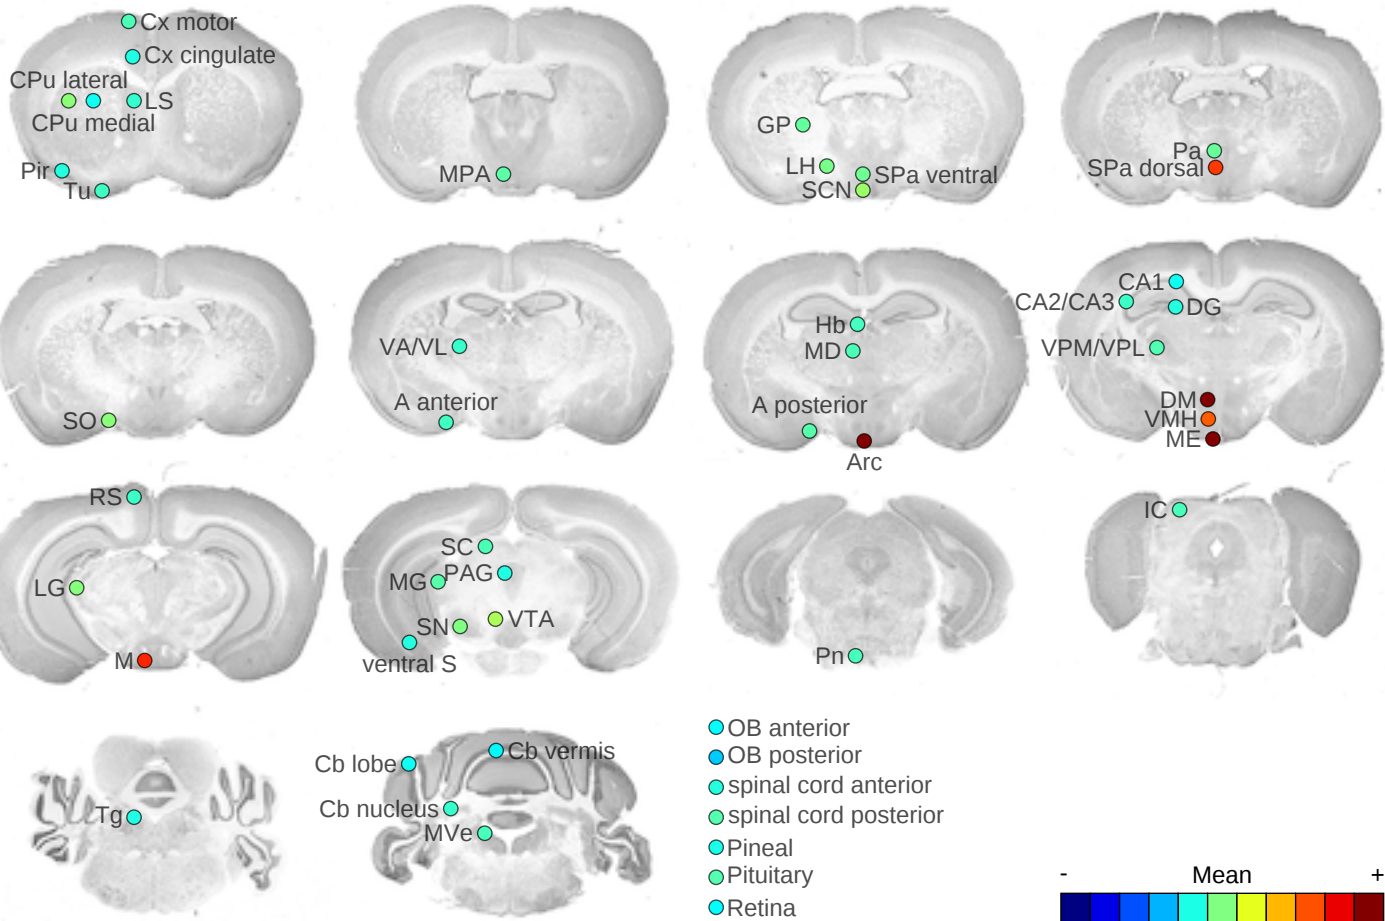 Cx motor
Cx cingulate
CPu lateral
LS
CPu medial
Pir
Tu
MPA
GP
LH
SPa ventral
SCN
Pa
SPa dorsal
SO
VA/VL
A anterior
Hb
MD
A posterior
Arc
CA1
CA2/CA3
DG
VPM/VPL
DM
VMH
ME
RS
LG
M
SC
MG
PAG
SN
VTA
ventral S
Pn
IC
Tg
Cb lobe
Cb vermis
Cb nucleus
MVe
OB anterior
OB posterior
spinal cord anterior
spinal cord posterior
Pineal
Pituitary
Retina
- Mean +